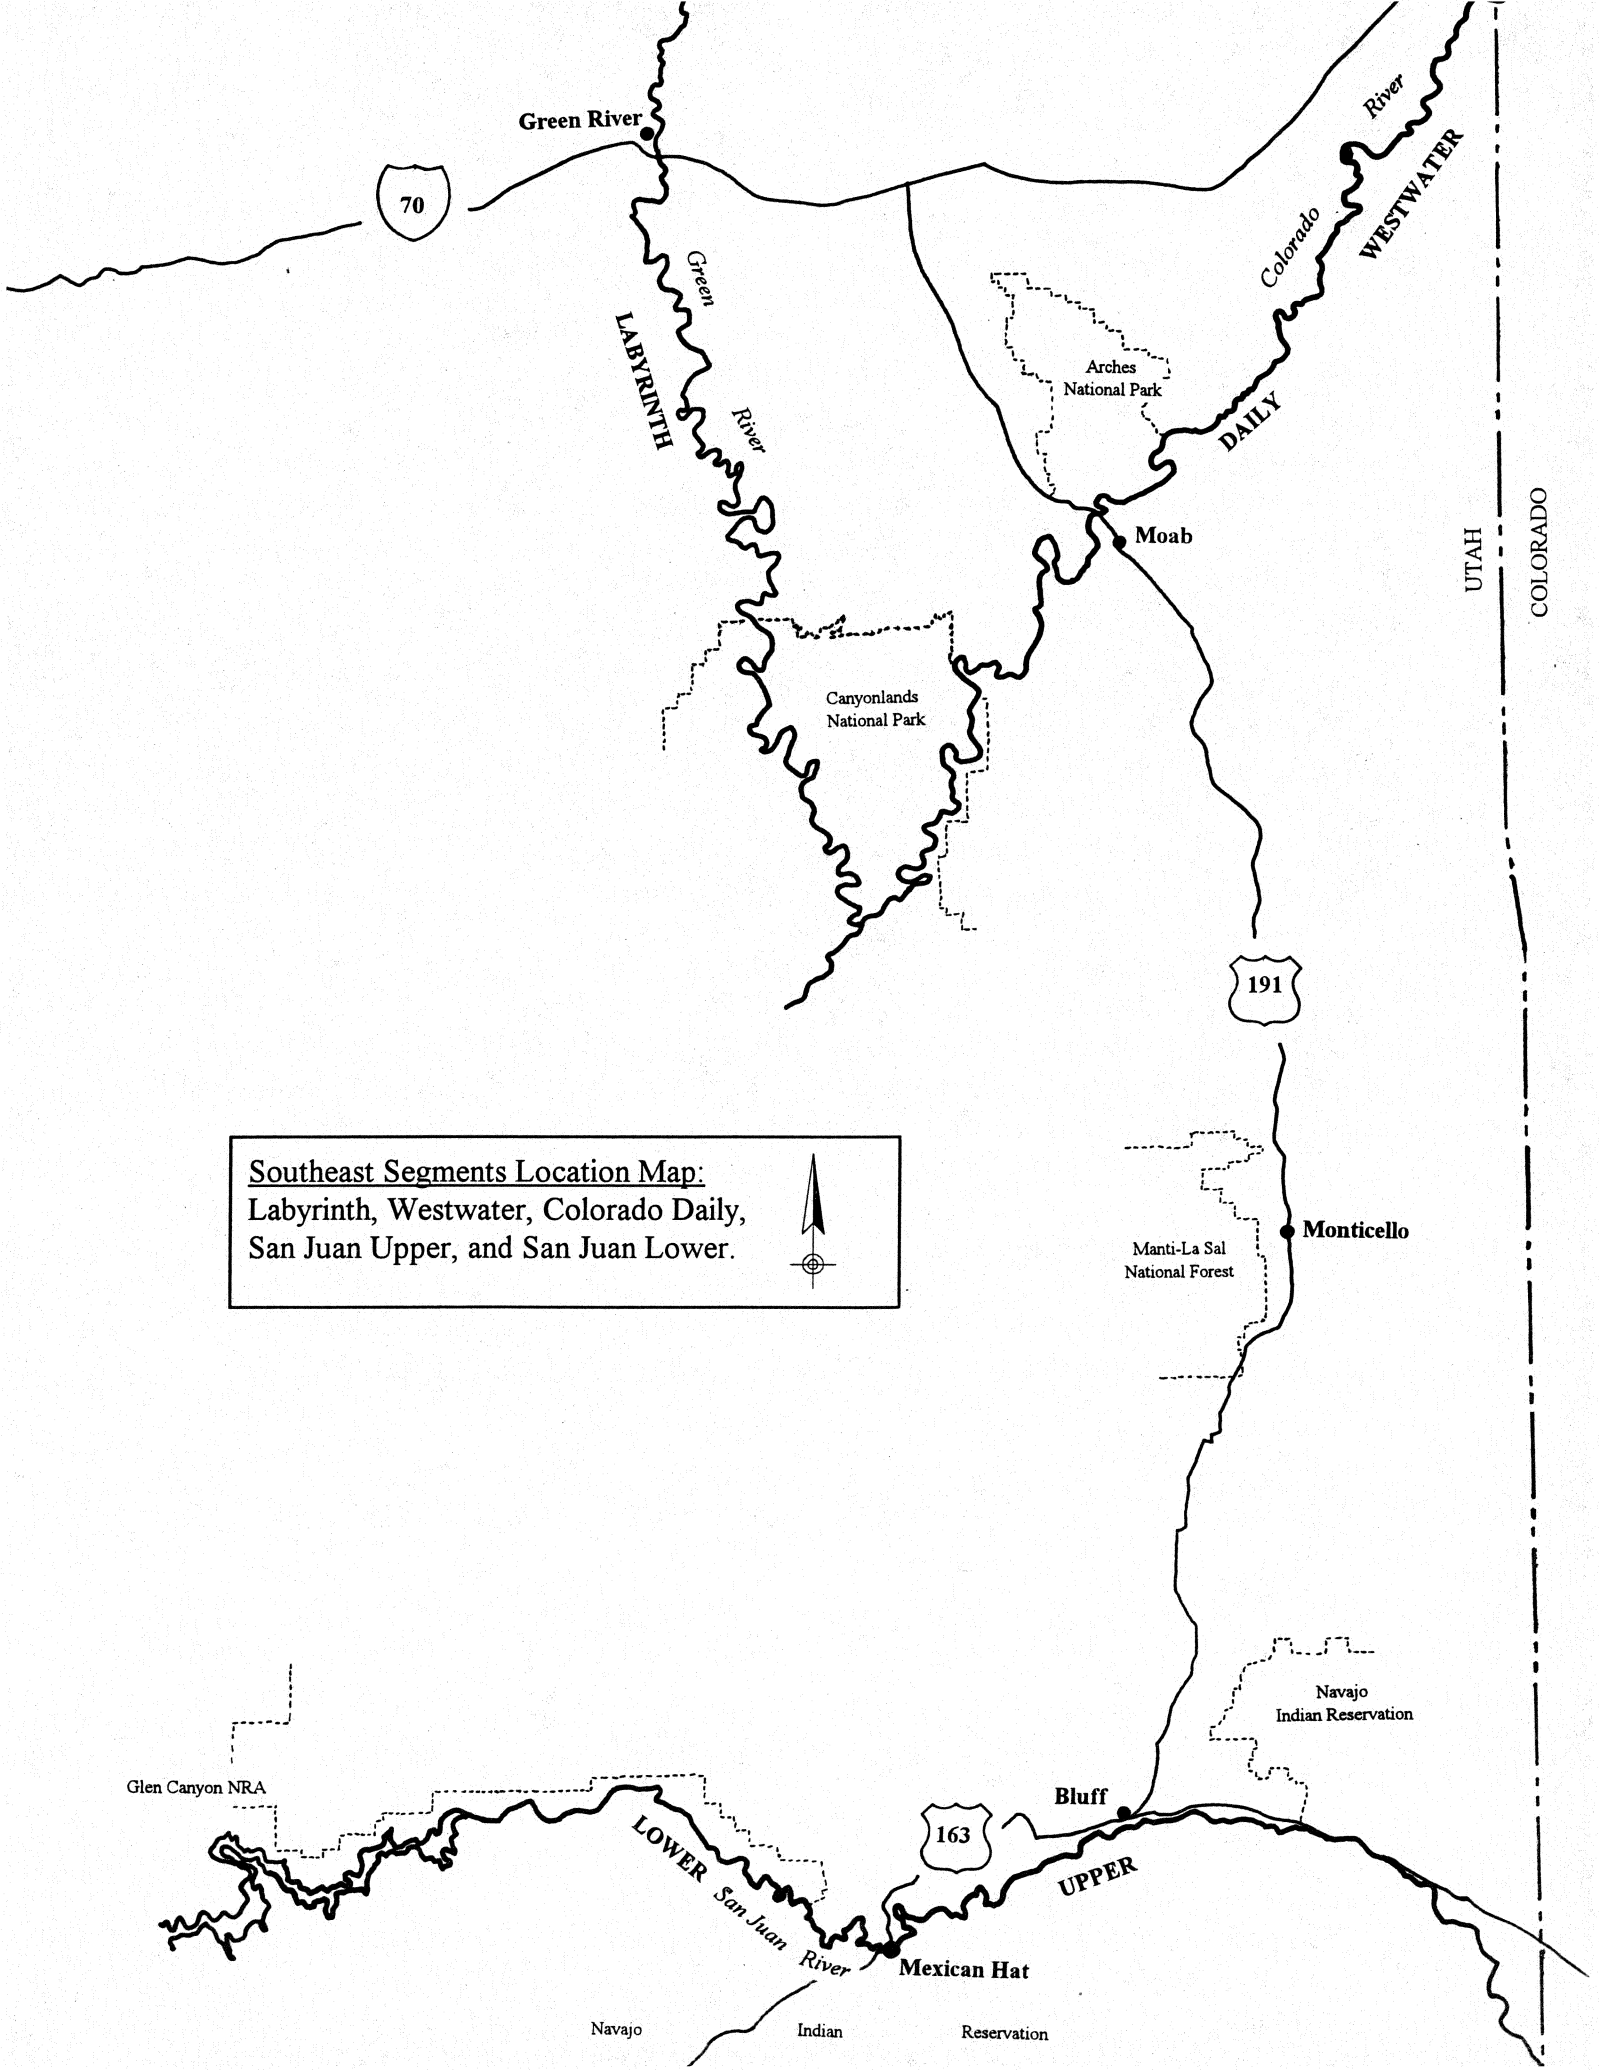 Green River
70
River
Colorado
WESTWATER
Green
River
LABYRINTH
Arches
National Park
DAILY
Moab
UTAH
COLORADO
Canyonlands
National Park
191
Southeast Segments Location Map:
Labyrinth, Westwater, Colorado Daily,
San Juan Upper, and San Juan Lower.
Monticello
Manti-La Sal
National Forest
Navajo
Indian Reservation
Glen Canyon NRA
Bluff
163
LOWER
UPPER
San Juan River
Mexican Hat
Navajo Indian Reservation